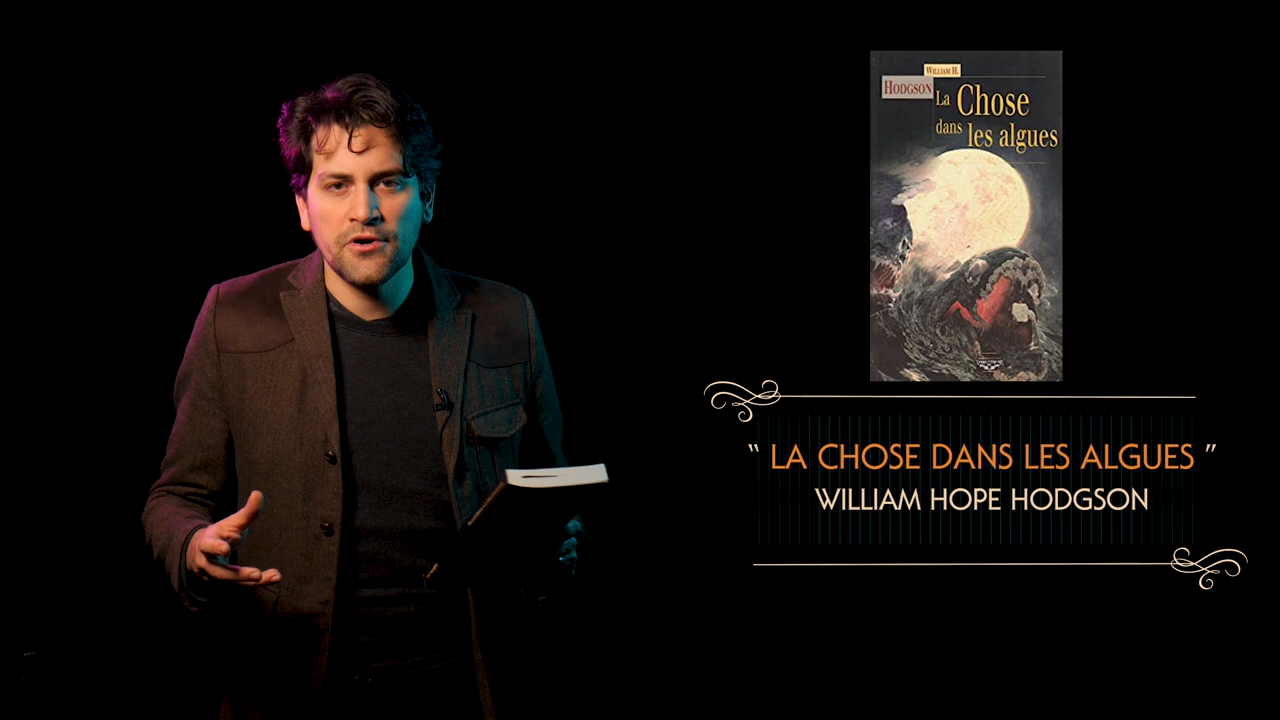 WILLIAM H.
HODGSON
La Chose
dans les algues
“ LA CHOSE DANS LES ALGUES ”
WILLIAM HOPE HODGSON